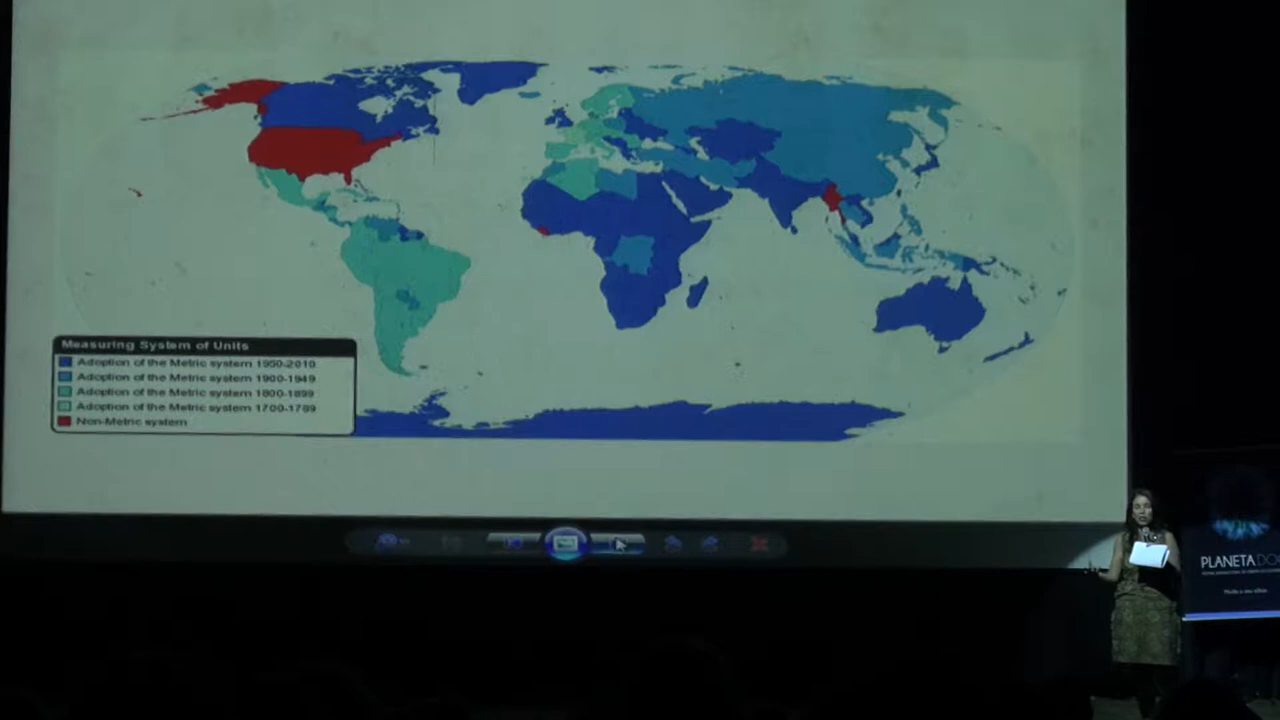 Measuring System of Units
Adoption of the Metric system 1950-2010
Adoption of the Metric system 1900-1949
Adoption of the Metric system 1800-1899
Adoption of the Metric system 1700-1799
Non-Metric system
PLANETA.DO